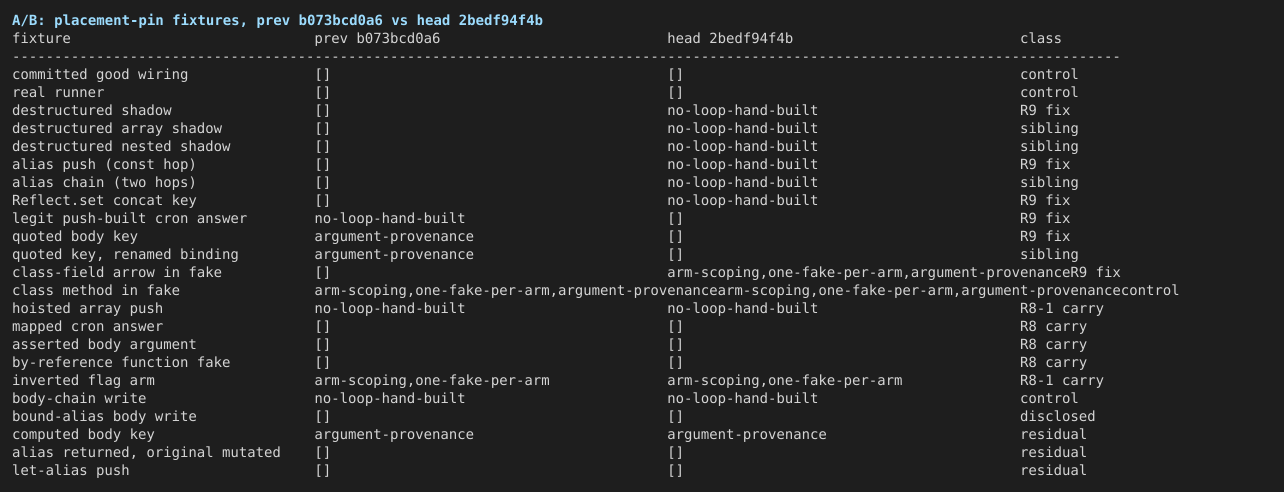 A/B: placement-pin fixtures, prev b073bcd0a6 vs head 2bedf94f4b
fixture prev b073bcd0a6 head 2bedf94f4b class
--------------------------------------------------------------------------------------------------------------------------------------
committed good wiring [] [] control
real runner [] [] control
destructured shadow [] no-loop-hand-built R9 fix
destructured array shadow [] no-loop-hand-built sibling
destructured nested shadow [] no-loop-hand-built sibling
alias push (const hop) [] no-loop-hand-built R9 fix
alias chain (two hops) [] no-loop-hand-built sibling
Reflect.set concat key [] no-loop-hand-built R9 fix
legit push-built cron answer no-loop-hand-built [] R9 fix
quoted body key argument-provenance [] R9 fix
quoted key, renamed binding argument-provenance [] sibling
class-field arrow in fake [] arm-scoping,one-fake-per-arm,argument-provenanceR9 fix
class method in fake arm-scoping,one-fake-per-arm,argument-provenancearm-scoping,one-fake-per-arm,argument-provenancecontrol
hoisted array push no-loop-hand-built no-loop-hand-built R8-1 carry
mapped cron answer [] [] R8 carry
asserted body argument [] [] R8 carry
by-reference function fake [] [] R8 carry
inverted flag arm arm-scoping,one-fake-per-arm arm-scoping,one-fake-per-arm R8-1 carry
body-chain write no-loop-hand-built no-loop-hand-built control
bound-alias body write [] [] disclosed
computed body key argument-provenance argument-provenance residual
alias returned, original mutated [] [] residual
let-alias push [] [] residual